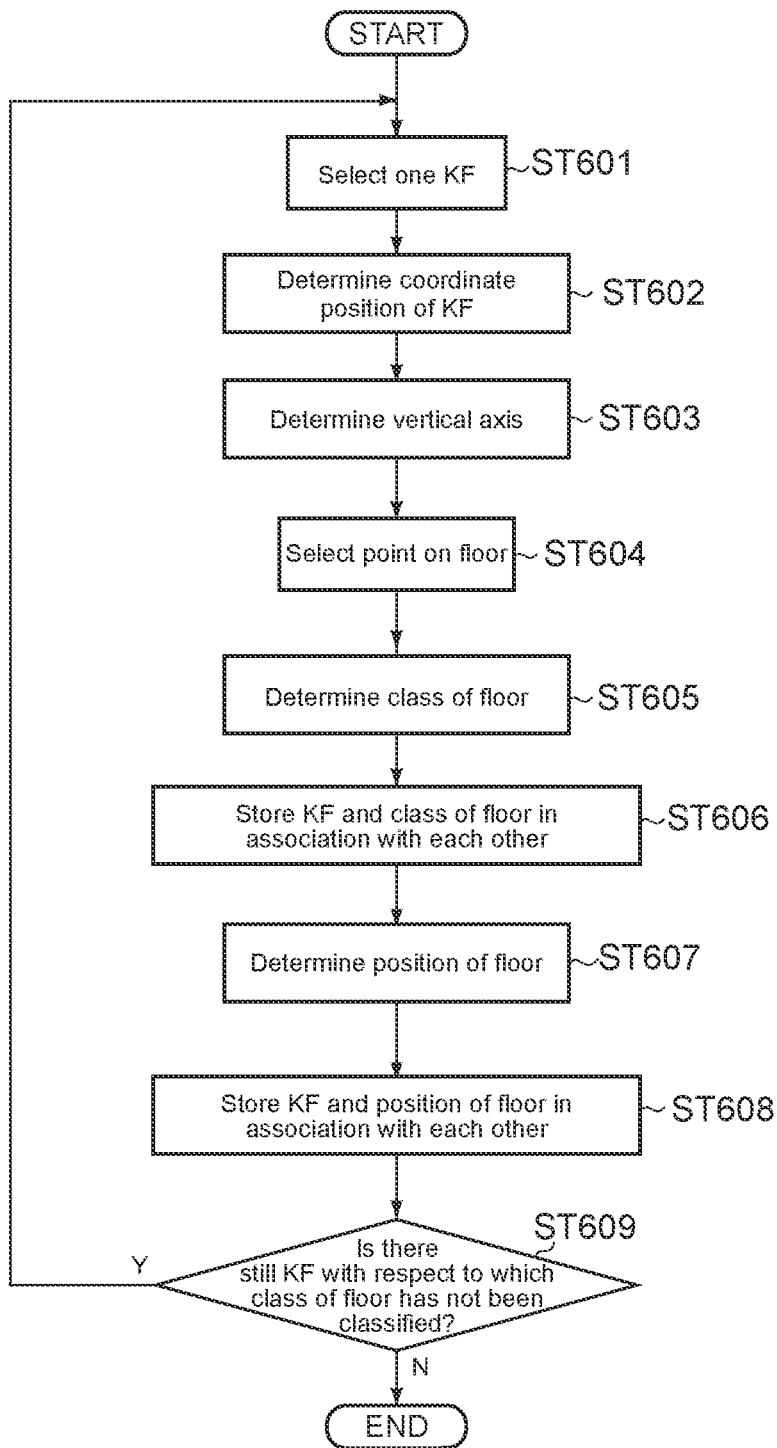 START
Select one KF
ST601
Determine coordinate
position of KF
ST602
Determine vertical axis
ST603
Select point on floor
ST604
Determine class of floor
ST605
Store KF and class of floor in
association with each other
ST606
Determine position of floor
ST607
Store KF and position of floor in
association with each other
ST608
ST609
Is there
still KF with respect to which
class of floor has not been
classified?
Y
N
END